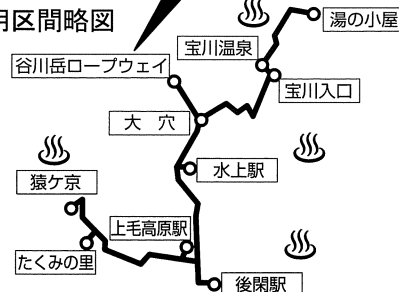 用区間略図
湯の小屋
宝川温泉
谷川岳ロープウェイ
宝川入口
大 穴
水上駅
猿ケ京
上毛高原駅
たくみの里
後閑駅